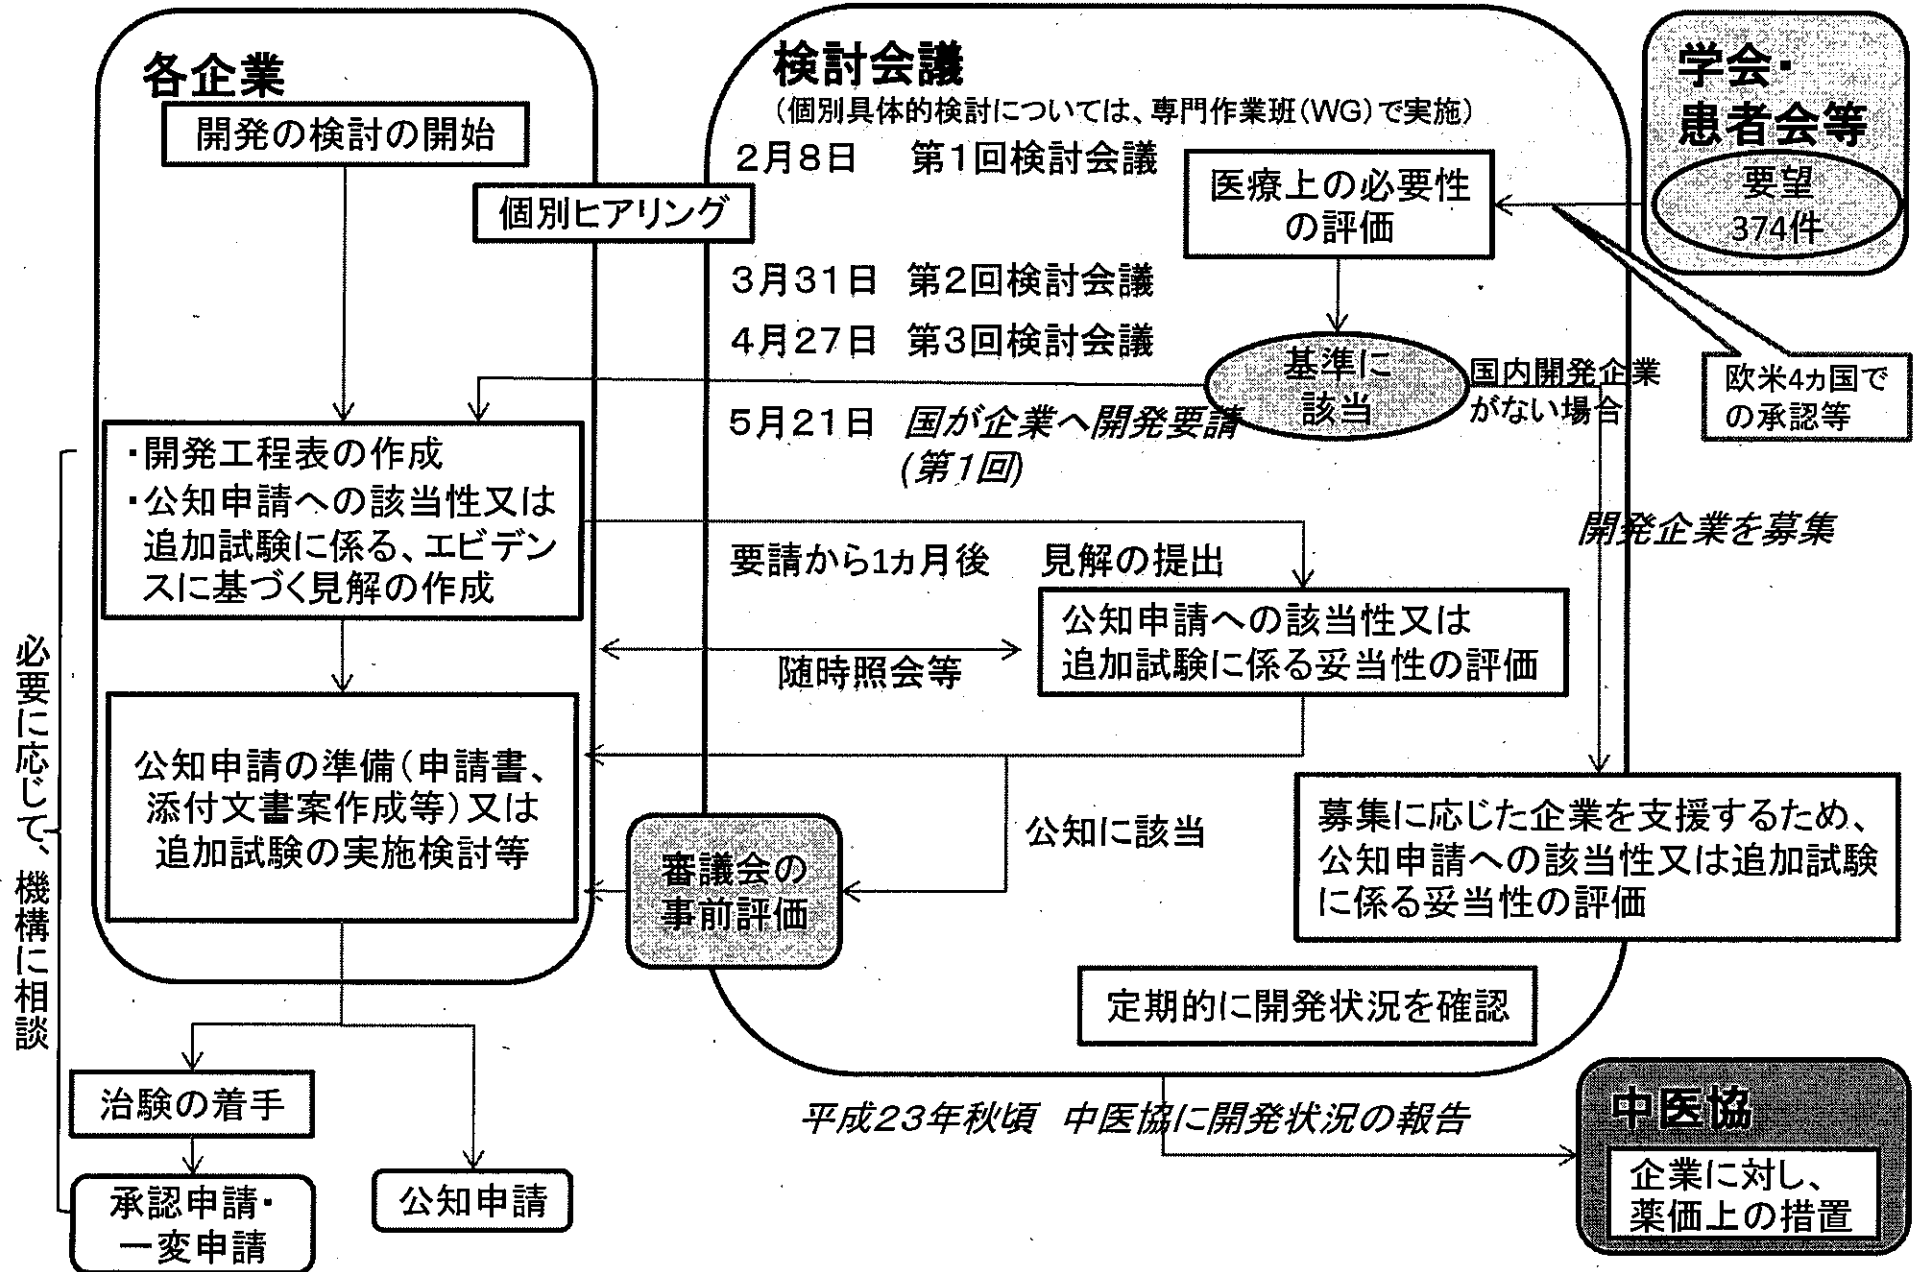 各企業
開発の検討の開始
個別ヒアリング
検討会議
(個別具体的検討については、専門作業班(WG)で実施)
2月8日 第1回検討会議
医療上の必要性
の評価
学会・
患者会等
要望
374件
3月31日 第2回検討会議
4月27日 第3回検討会議
基準に
該当
国内開発企業
がない場合
欧米4ヵ国で
の承認等
5月21日 国が企業へ開発要請
(第1回)
・開発工程表の作成
・公知申請への該当性又は
追加試験に係る、エビデン
スに基づく見解の作成
開発企業を募集
要請から1ヵ月後 見解の提出
公知申請への該当性又は
追加試験に係る妥当性の評価
随時照会等
必要に応じて、機構に相談
公知申請の準備(申請書、
添付文書案作成等)又は
追加試験の実施検討等
公知に該当
審議会の
事前評価
募集に応じた企業を支援するため、
公知申請への該当性又は追加試験
に係る妥当性の評価
定期的に開発状況を確認
治験の着手
承認申請・
一変申請
公知申請
平成23年秋頃 中医協に開発状況の報告
中医協
企業に対し、
薬価上の措置